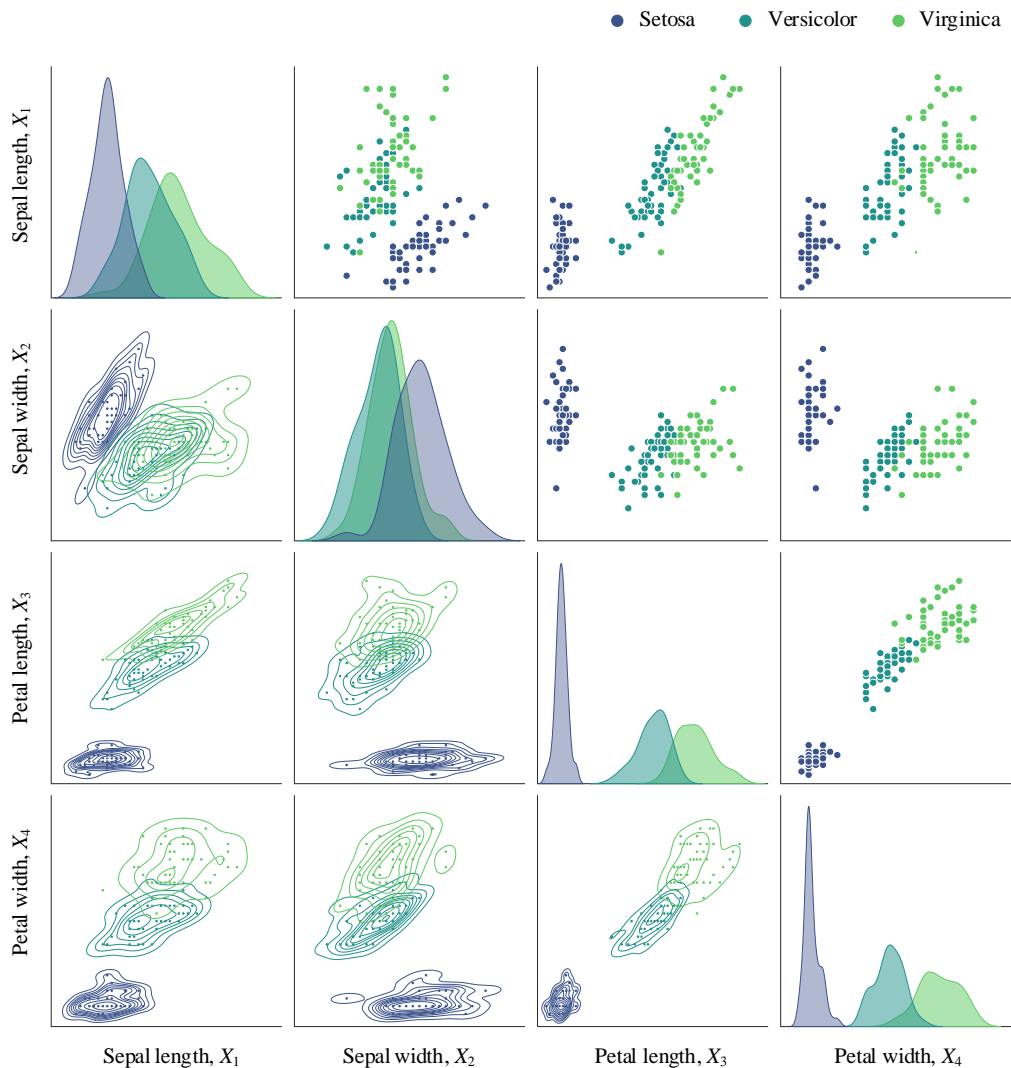 Setosa Versicolor Virginica
Sepal length, X1
Sepal width, X2
Petal length, X3
Petal width, X4
Sepal length, X1 Sepal width, X2 Petal length, X3 Petal width, X4